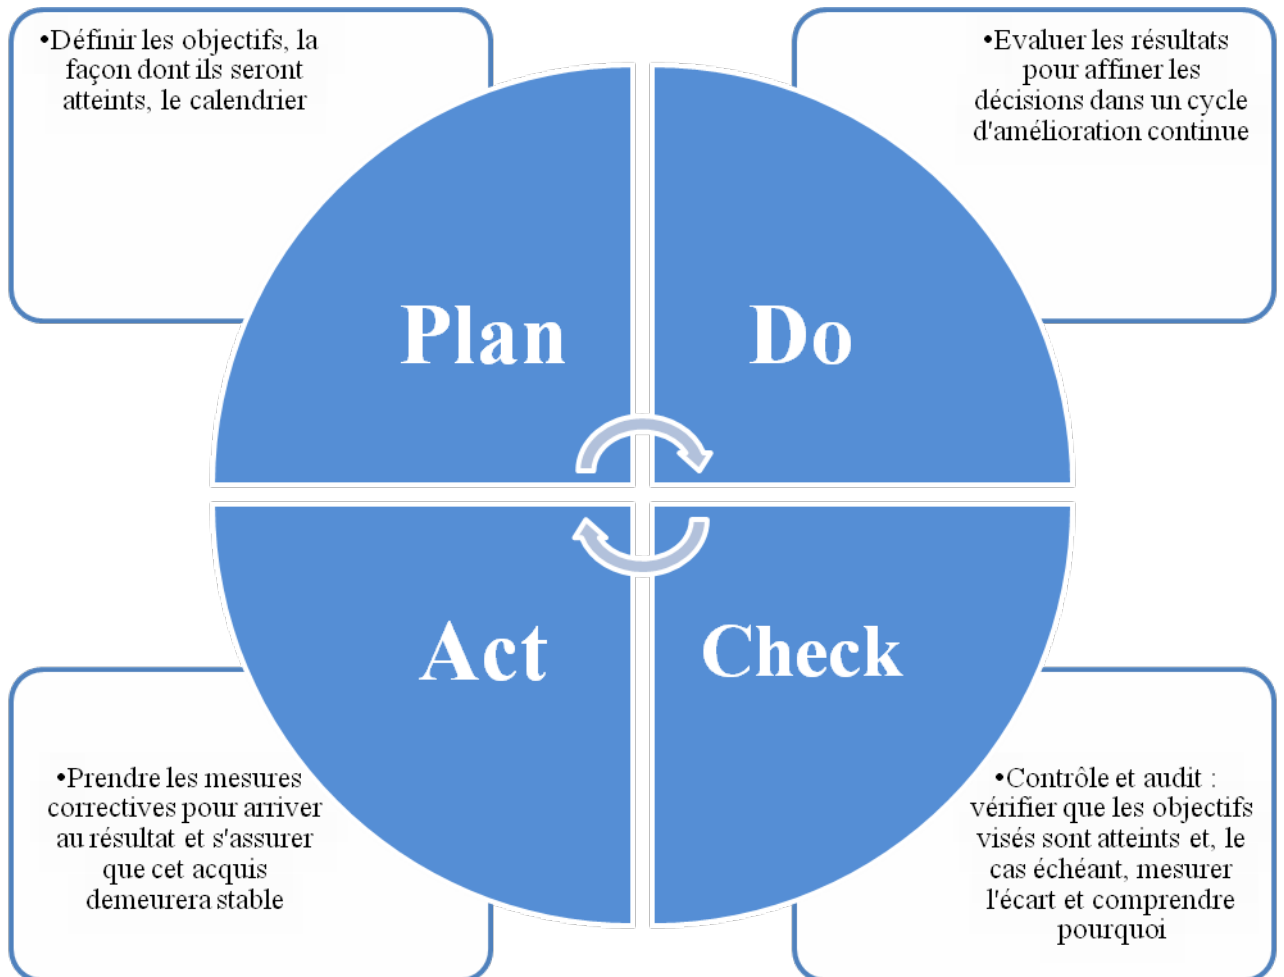 •Définir les objectifs, la
façon dont ils seront
atteints, le calendrier
•Evaluer les résultats
pour affiner les
décisions dans un cycle
d'amélioration continue
Plan
Do
Act
Check
•Prendre les mesures
correctives pour arriver
au résultat et s'assurer
que cet acquis
demeurera stable
•Contrôle et audit :
vérifier que les objectifs
visés sont atteints et, le
cas échéant, mesurer
l'écart et comprendre
pourquoi